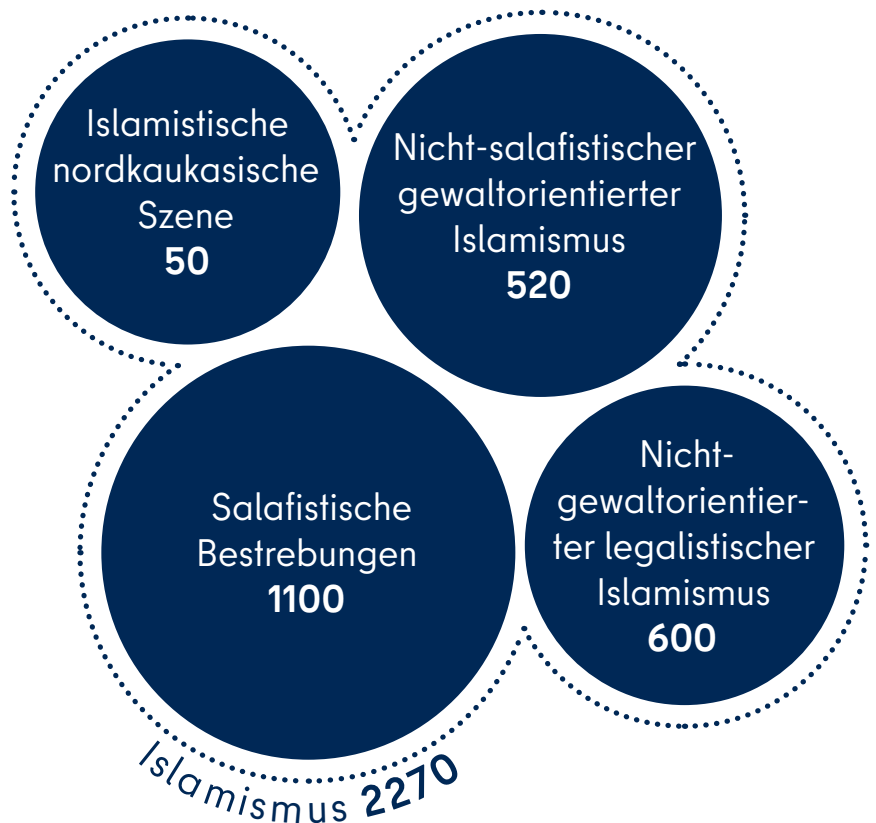 Islamistische
nordkaukasische
Szene
50
Nicht-salafistischer
gewaltorientierter
Islamismus
520
Salafistische
Bestrebungen
1100
Nicht-
gewaltorientier-
ter legalistischer
Islamismus
600
Islamismus 2270